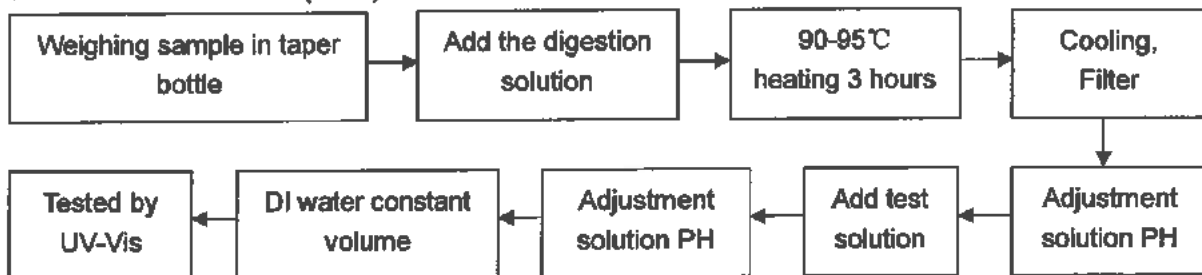 Weighing sample in taper
bottle
Add the digestion
solution
90-95℃
heating 3 hours
Cooling,
Filter
Adjustment
solution PH
Add test
solution
Adjustment
solution PH
DI water constant
volume
Tested by
UV-Vis